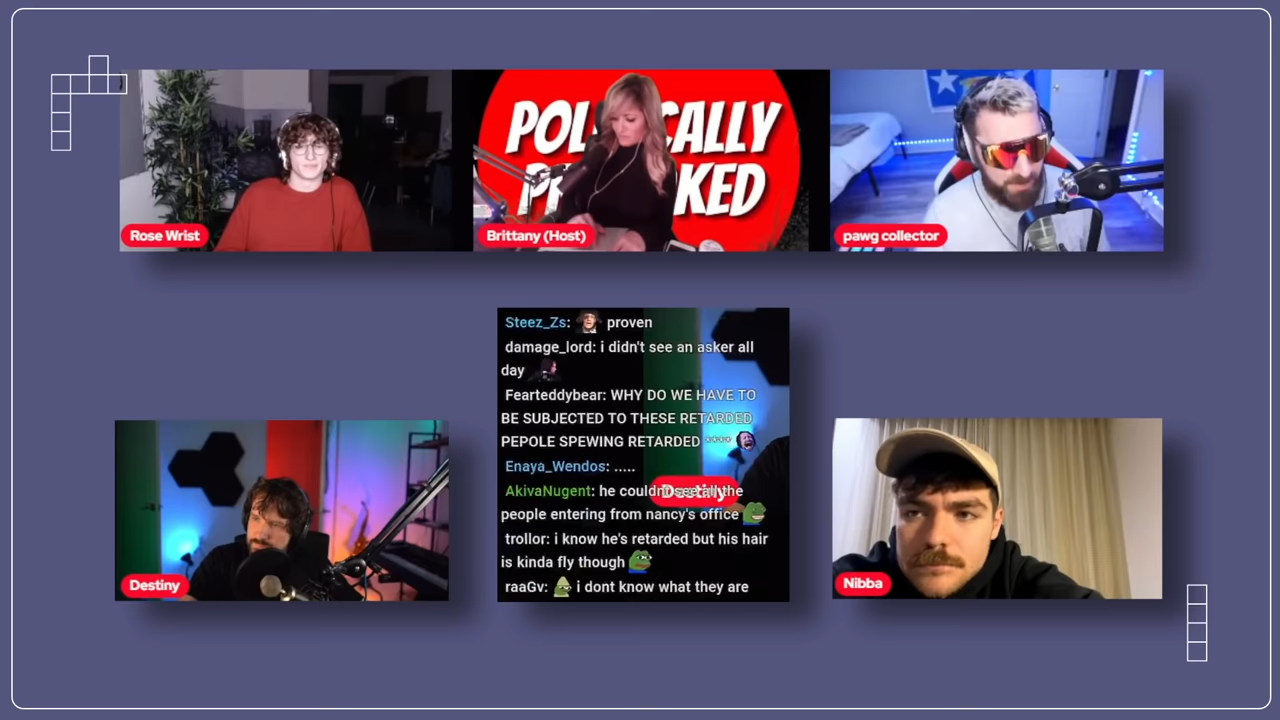 POLITICALLY
PROVOKED
Rose Wrist
Brittany (Host)
pawg collector
Steez_Zs: proven
damage_lord: i didn't see an asker all
day
Fearteddybear: WHY DO WE HAVE TO
BE SUBJECTED TO THESE RETARDED
PEPOLE SPEWING RETARDED ****
Enaya_Wendos: .....
AkivaNugent: he couldn't see all the
people entering from nancy's office
trollor: i know he's retarded but his hair
is kinda fly though
raaGv: i dont know what they are
Destiny
Destiny
Nibba